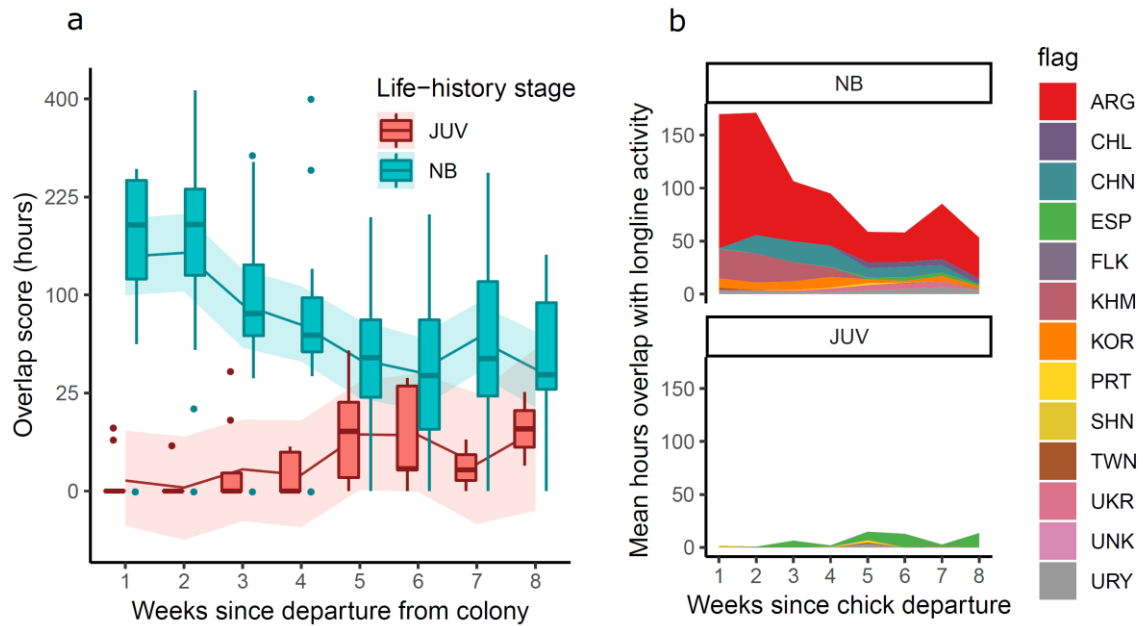 a
Overlap score (hours)
400
225
100
25
0
Life−history stage
JUV
NB
1 2 3 4 5 6 7 8
Weeks since departure from colony
b
Mean hours overlap with longline activity
NB
150
100
50
0
JUV
150
100
50
0
1 2 3 4 5 6 7 8
Weeks since chick departure
flag
ARG
CHL
CHN
ESP
FLK
KHM
KOR
PRT
SHN
TWN
UKR
UNK
URY